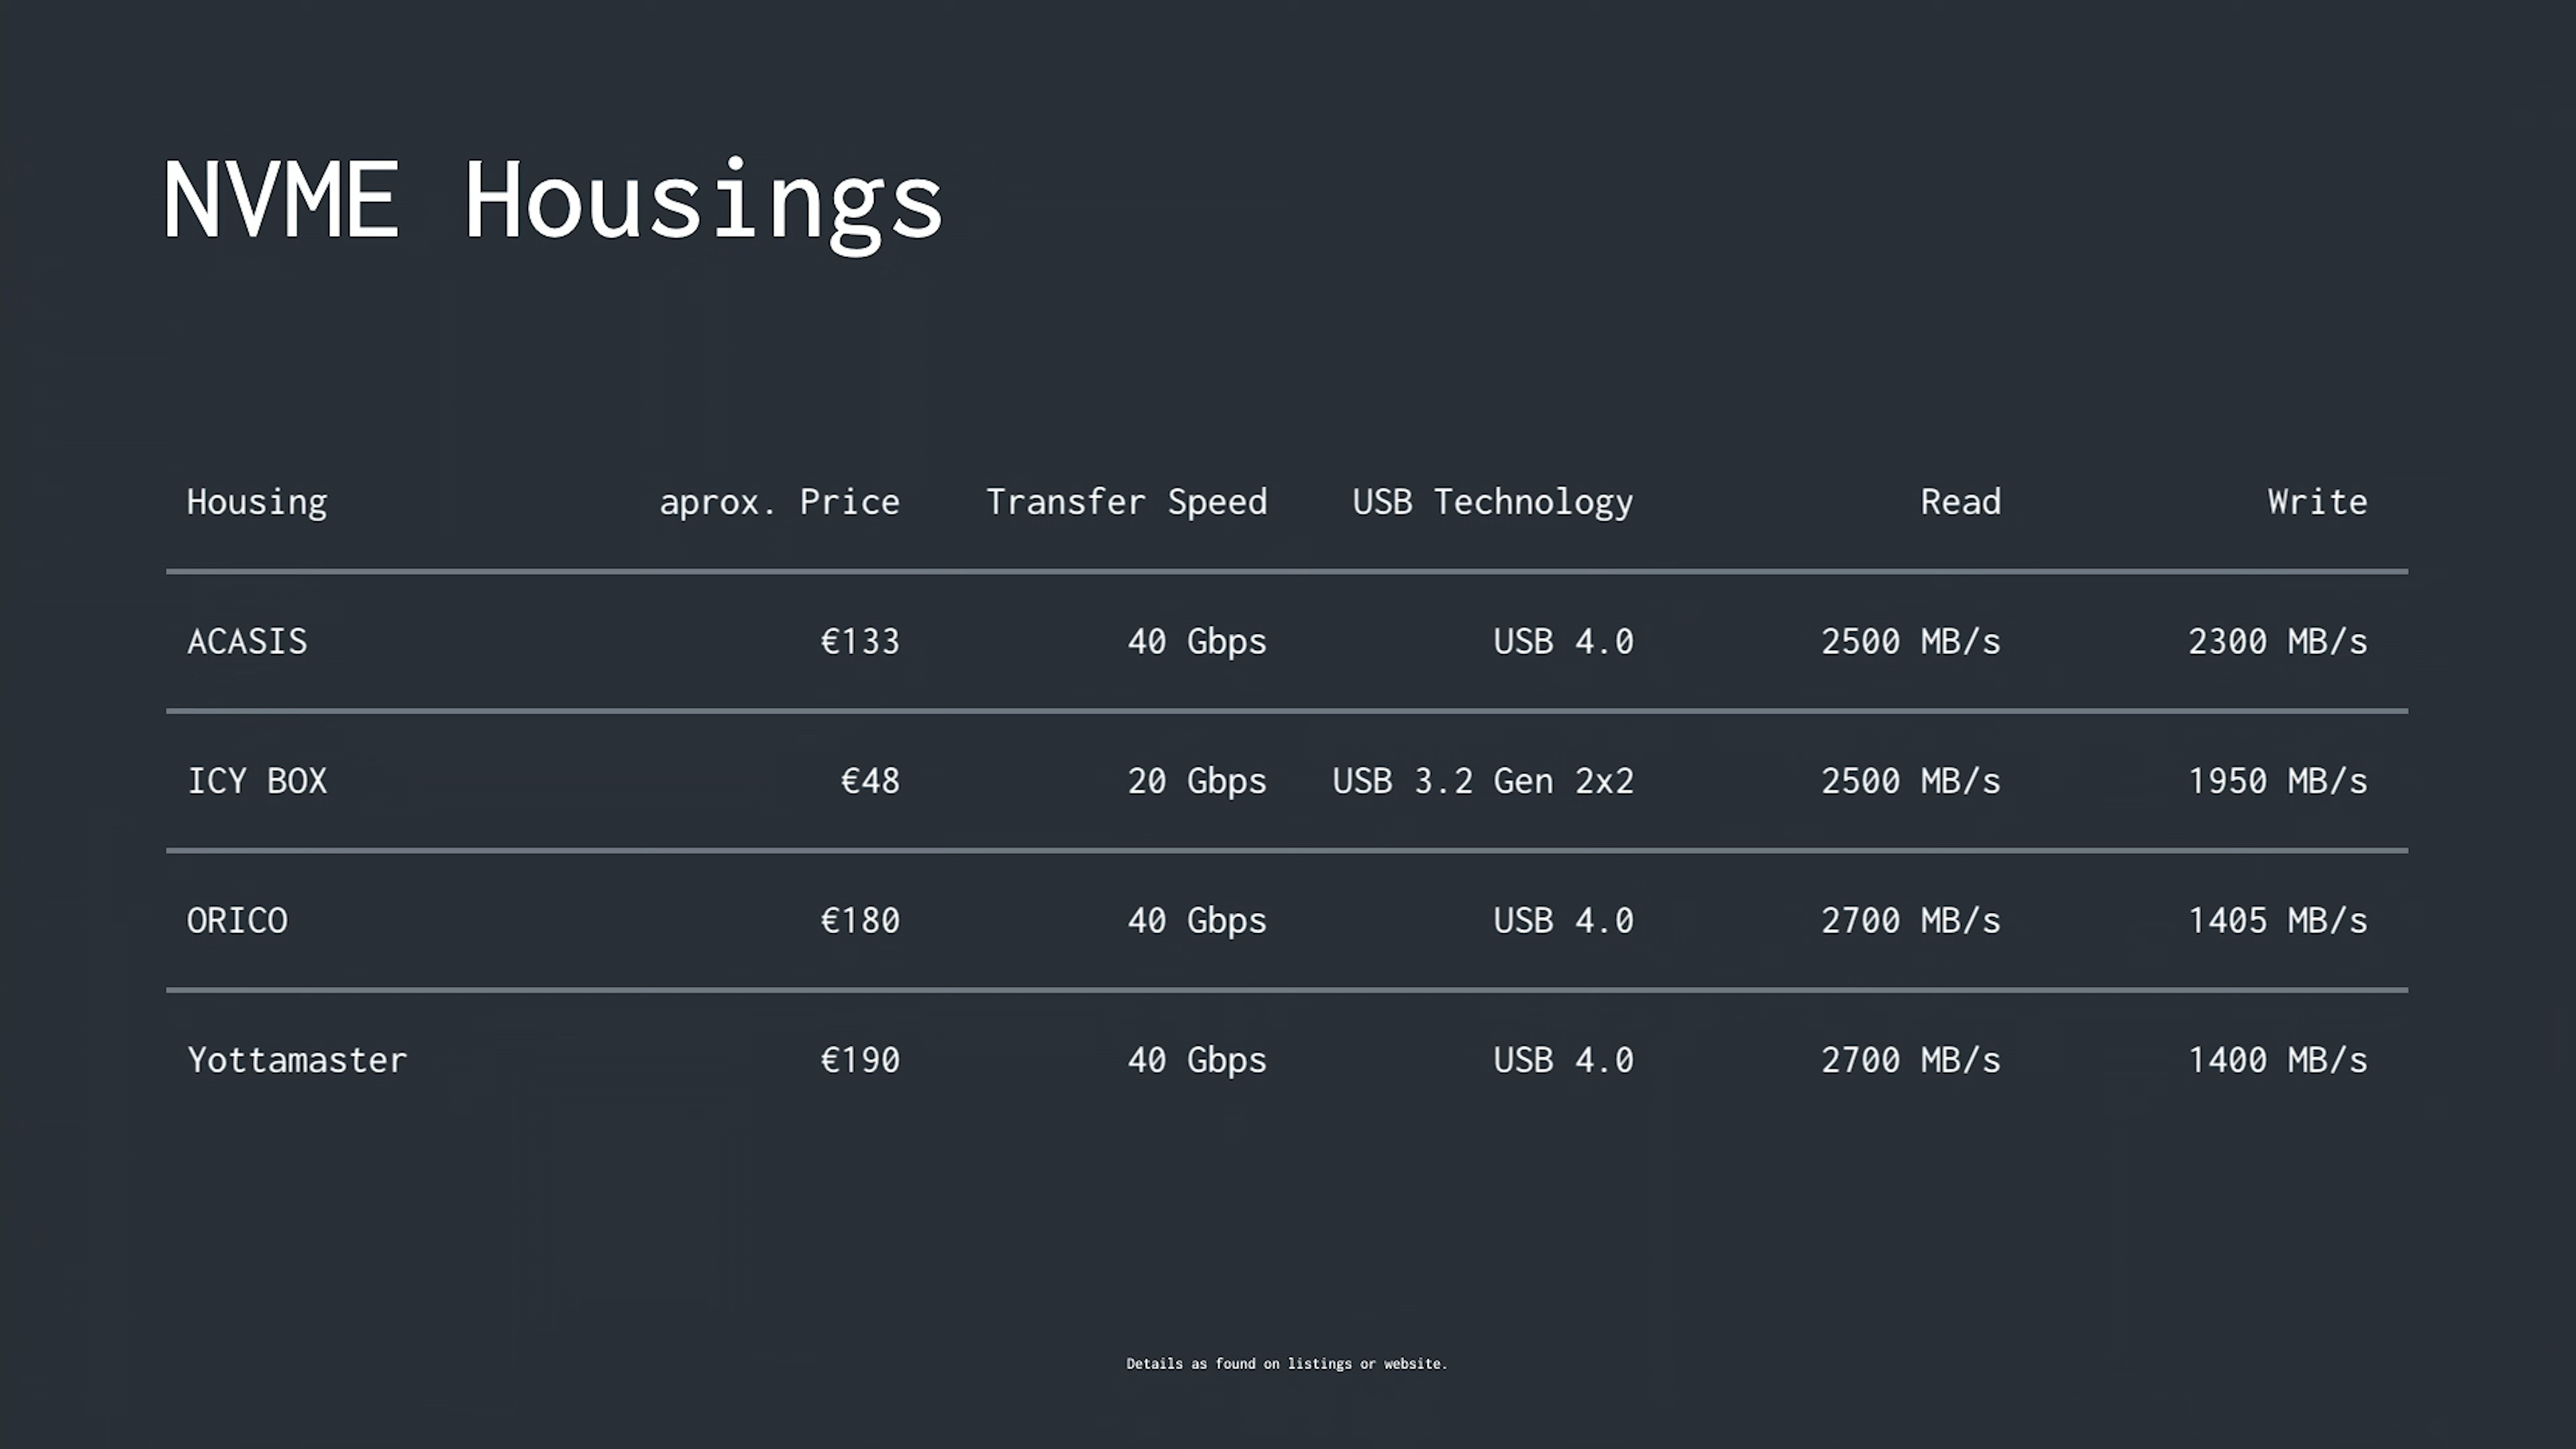 NVME Housings
Housing aprox. Price Transfer Speed USB Technology Read Write
ACASIS €133 40 Gbps USB 4.0 2500 MB/s 2300 MB/s
ICY BOX €48 20 Gbps USB 3.2 Gen 2x2 2500 MB/s 1950 MB/s
ORICO €180 40 Gbps USB 4.0 2700 MB/s 1405 MB/s
Yottamaster €190 40 Gbps USB 4.0 2700 MB/s 1400 MB/s
Details as found on listings or website.